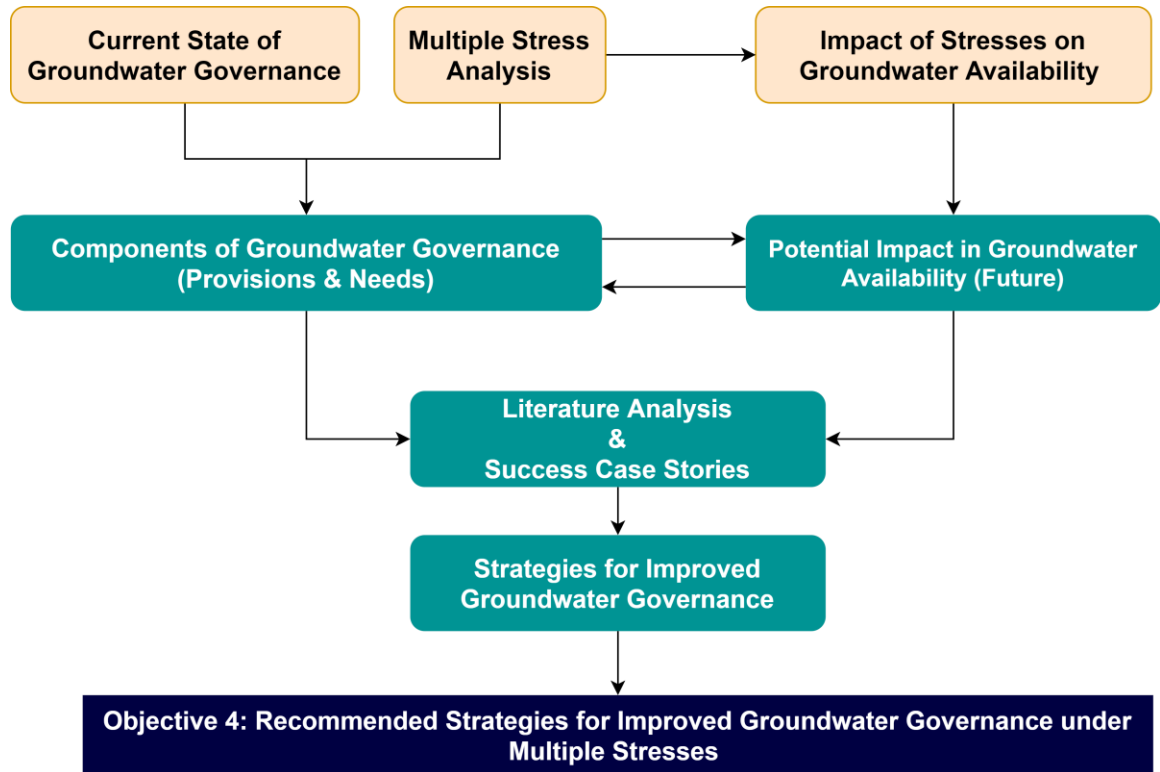 Current State of
Groundwater Governance
Multiple Stress
Analysis
Impact of Stresses on
Groundwater Availability
Components of Groundwater Governance
(Provisions & Needs)
Potential Impact in Groundwater
Availability (Future)
Literature Analysis
&
Success Case Stories
Strategies for Improved
Groundwater Governance
Objective 4: Recommended Strategies for Improved Groundwater Governance under
Multiple Stresses